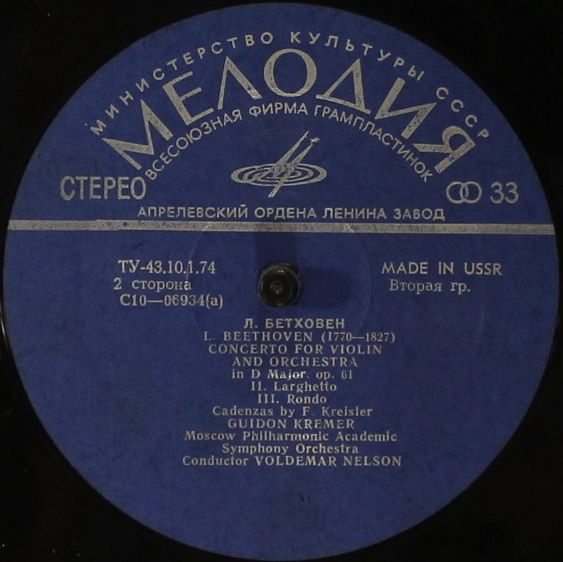 МИНИСТЕРСТВО КУЛЬТУРЫ СССР
МЕЛОДИЯ
ВСЕСОЮЗНАЯ ФИРМА ГРАМПЛАСТИНОК
СТЕРЕО
33
АПРЕЛЕВСКИЙ ОРДЕНА ЛЕНИНА ЗАВОД
ТУ-43.10.1.74
2 сторона
С10—06934(а)
MADE IN USSR
Вторая гр.
Л. БЕТХОВЕН
L. BEETHOVEN (1770—1827)
CONCERTO FOR VIOLIN
AND ORCHESTRA
in D Major. op. 61
II. Larghetto
III. Rondo
Cadenzas by F. Kreisler
GUIDON KREMER
Moscow Philharmonic Academic
Symphony Orchestra
Conductor VOLDEMAR NELSON